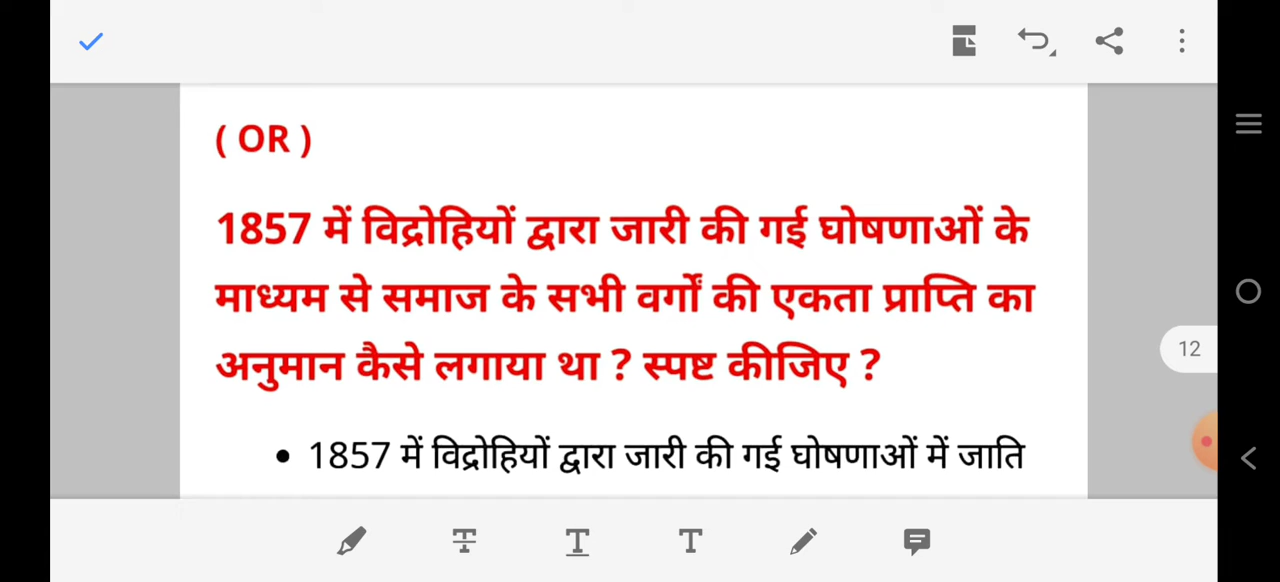 ( OR )
1857 में विद्रोहियों द्वारा जारी की गई घोषणाओं के
माध्यम से समाज के सभी वर्गों की एकता प्राप्ति का
अनुमान कैसे लगाया था ? स्पष्ट कीजिए ?
12
• 1857 में विद्रोहियों द्वारा जारी की गई घोषणाओं में जाति